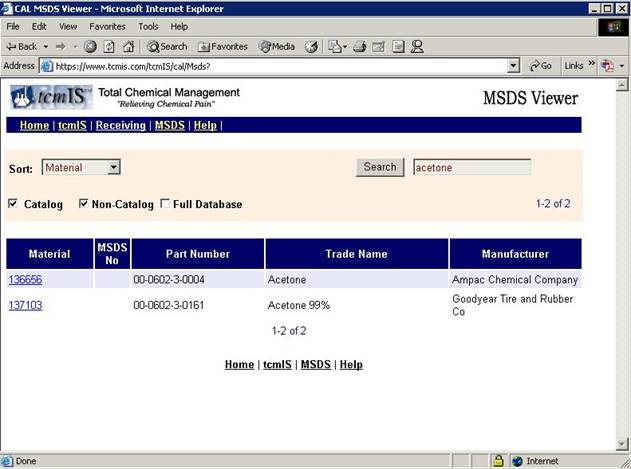 CAL MSDS Viewer - Microsoft Internet Explorer
File Edit View Favorites Tools Help
Back Search Favorites Media
Address https://www.tcmis.com/tcmIS/cal/Msds? Go Links »
tcmIS™ Total Chemical Management
"Relieving Chemical Pain"
MSDS Viewer
Home | tcmIS | Receiving | MSDS | Help |
Sort: Material Search acetone
Catalog Non-Catalog Full Database 1-2 of 2
Material MSDS No Part Number Trade Name Manufacturer
136656 00-0602-3-0004 Acetone Ampac Chemical Company
137103 00-0602-3-0161 Acetone 99% Goodyear Tire and Rubber
Co
1-2 of 2
Home | tcmIS | MSDS | Help
Done Internet